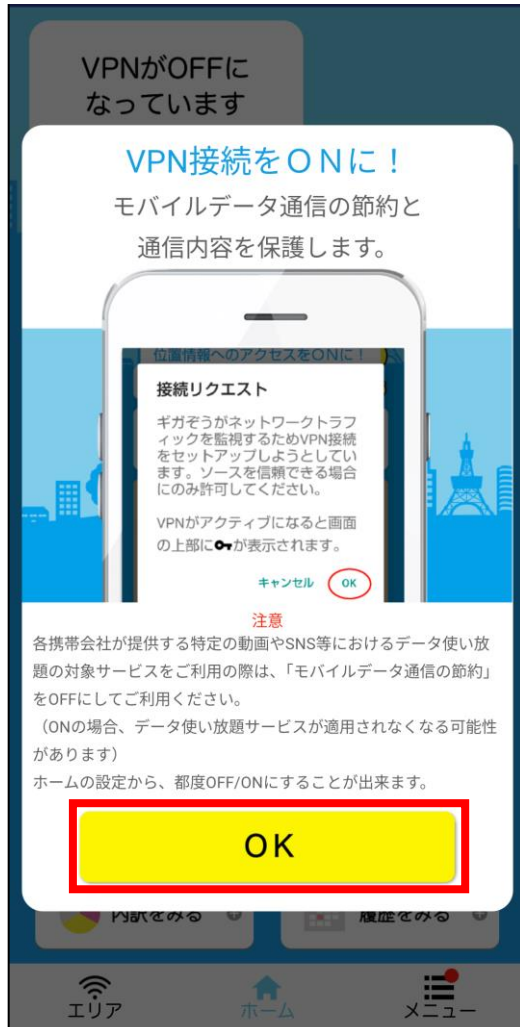 VPNがOFFに
なっています
VPN接続をＯＮに！
モバイルデータ通信の節約と
通信内容を保護します。
位置情報へのアクセスをONに！
接続リクエスト
ギガぞうがネットワークトラフ
ィックを監視するためVPN接続
をセットアップしようとしてい
ます。ソースを信頼できる場合
にのみ許可してください。
VPNがアクティブになると画面
の上部にが表示されます。
キャンセル OK
注意
各携帯会社が提供する特定の動画やSNS等におけるデータ使い放
題の対象サービスをご利用の際は、「モバイルデータ通信の節約」
をOFFにしてご利用ください。
（ONの場合、データ使い放題サービスが適用されなくなる可能性
があります）
ホームの設定から、都度OFF/ONにすることが出来ます。
OK
内訳をみる 履歴をみる
エリア ホーム メニュー